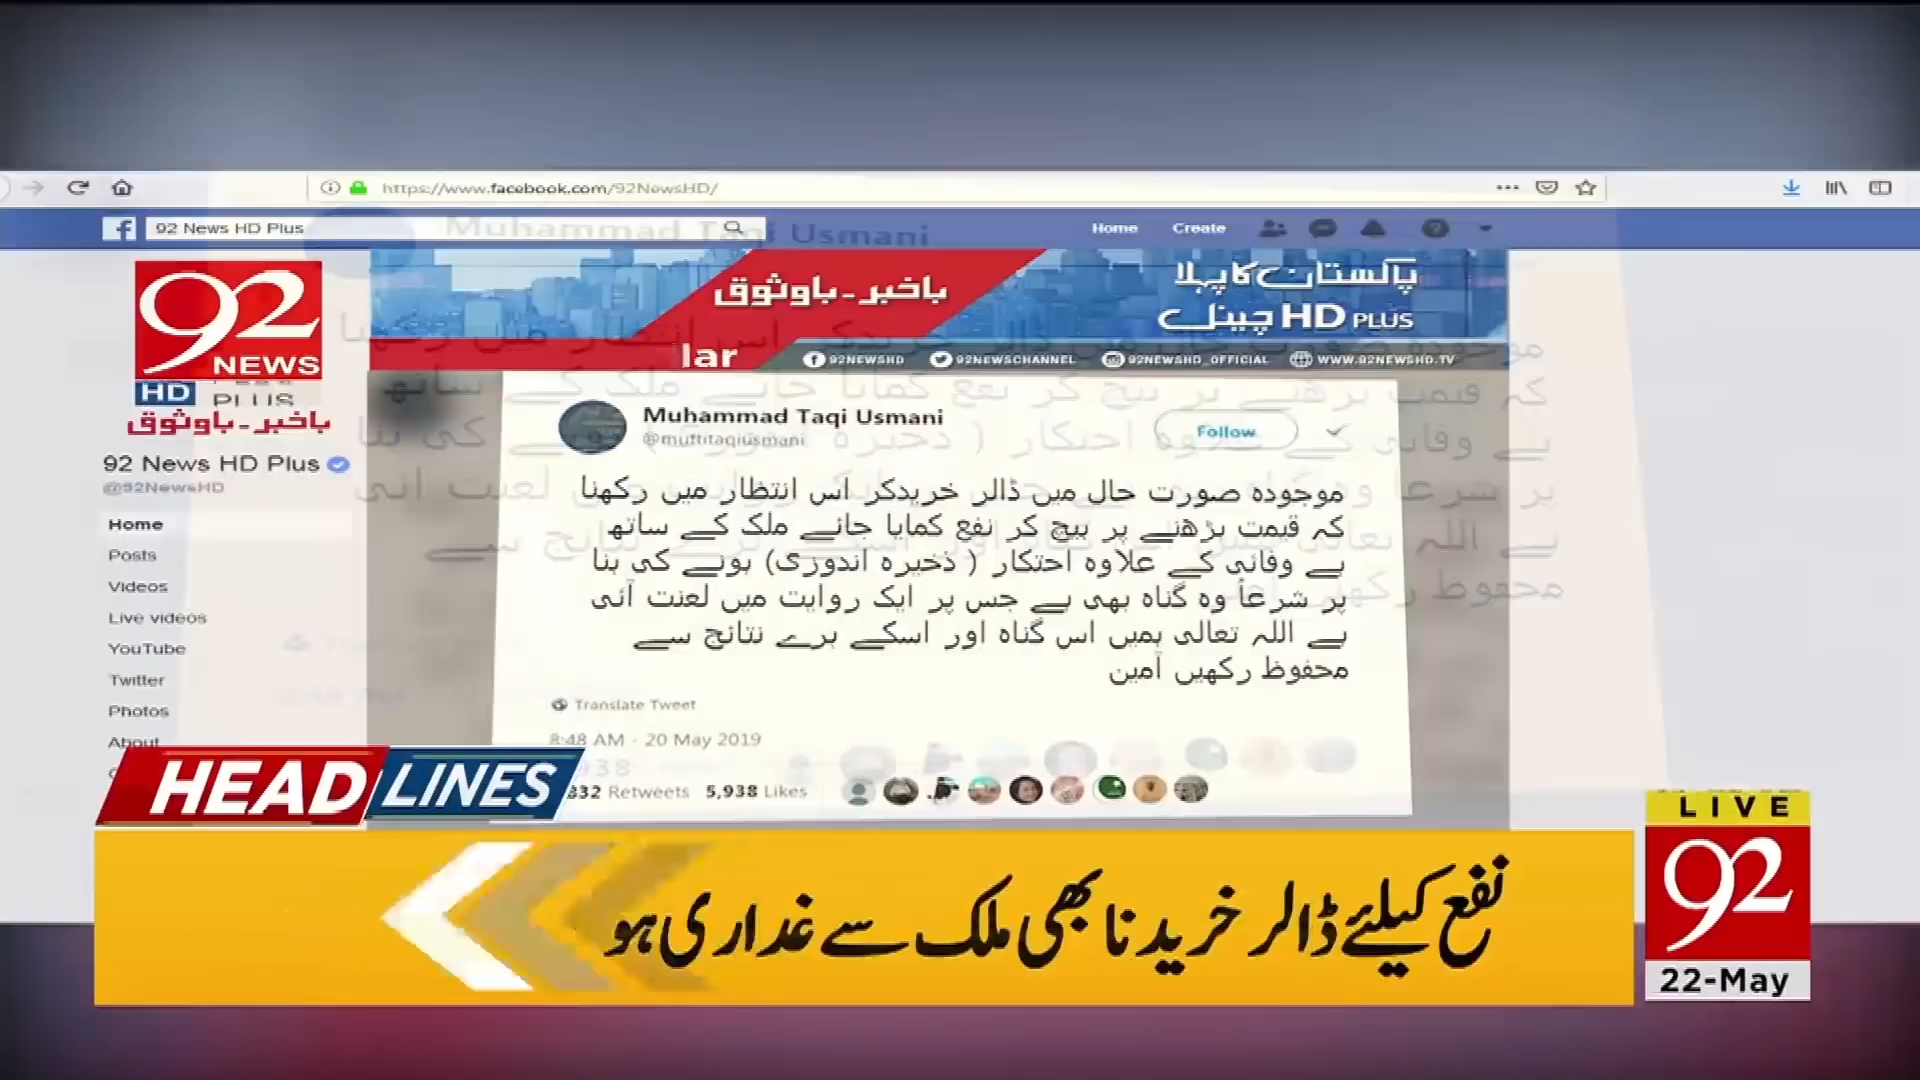 https://www.facebook.com/92NewsHD/
92 News HD Plus
Muhammad Taqi Usmani
Home
Create
92
NEWS
HD
PLUS
باخبر۔باوثوق
باخبر۔باوثوق
پاکستان کا پہلا
HD PLUS چینل
lar
92NEWSHD
92NEWSCHANNEL
92NEWSHD_OFFICIAL
WWW.92NEWSHD.TV
92 News HD Plus
@92NewsHD
Home
Posts
Videos
Live videos
YouTube
Twitter
Photos
About
Muhammad Taqi Usmani
@muftitaqiusmani
Follow
موجودہ صورت حال میں ڈالر خریدکر اس انتظار میں رکھنا
کہ قیمت بڑھنے پر بیچ کر نفع کمایا جائے ملک کے ساتھ
بے وفائی کے علاوہ احتکار ( ذخیرہ اندوزی) ہونے کی بنا
پر شرعاً وہ گناہ بھی ہے جس پر ایک روایت میں لعنت آئی
ہے اللہ تعالی ہمیں اس گناہ اور اسکے برے نتائج سے
محفوظ رکھیں آمین
Translate Tweet
8:48 AM - 20 May 2019
332 Retweets 5,938 Likes
HEADLINES
نفع کیلئے ڈالر خریدنا بھی ملک سے غداری ہو
LIVE
92
22-May